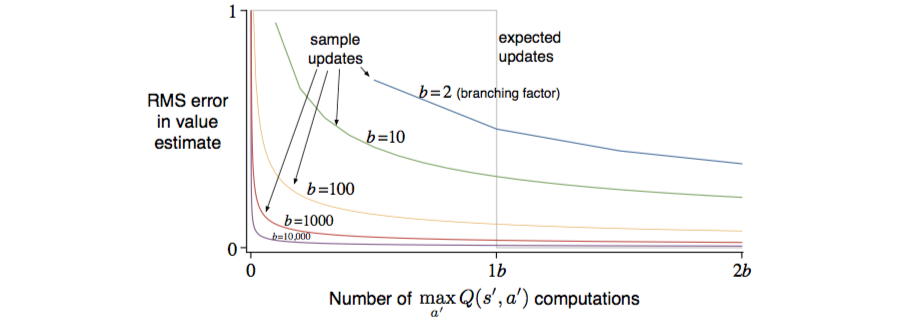 1
sample
updates
expected
updates
b=2 (branching factor)
RMS error
in value
estimate
b=10
b=100
b=1000
b=10,000
0
0
1b
2b
Number of max Q(s′, a′) computations
a′